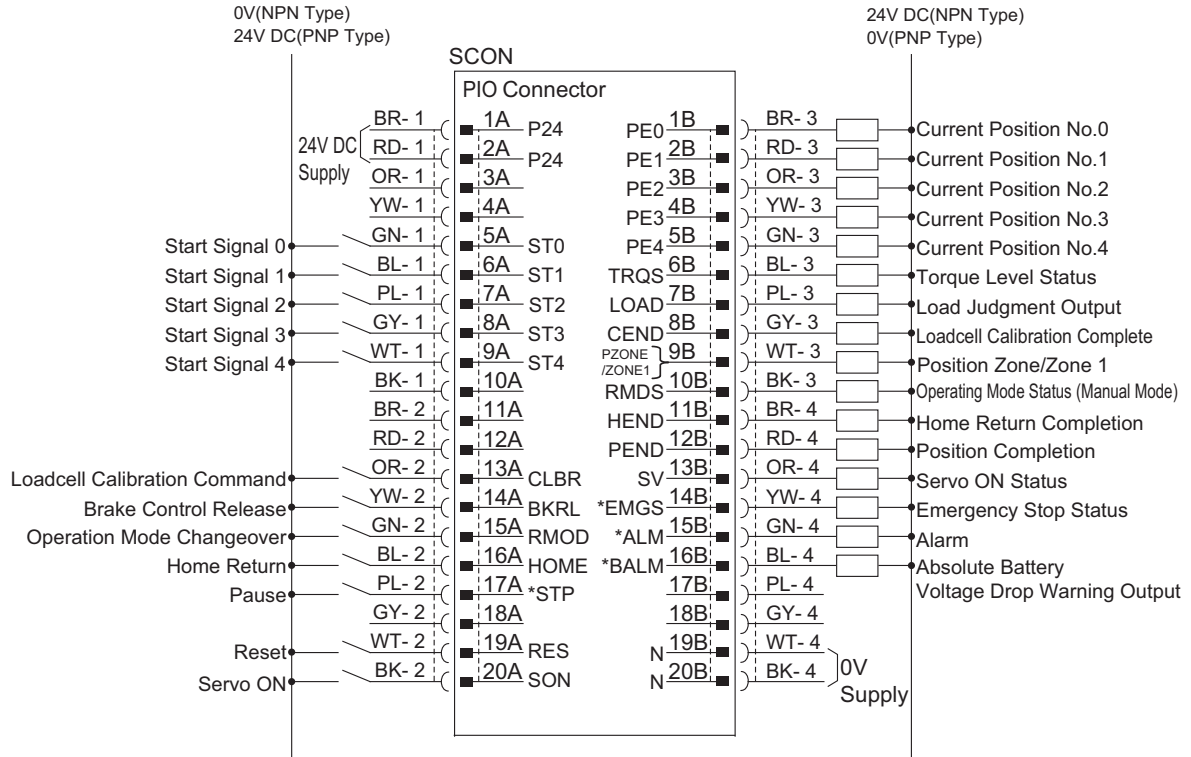 0V(NPN Type)
24V DC(PNP Type)
24V DC(NPN Type)
0V(PNP Type)
SCON
PIO Connector
24V DC
Supply
BR- 1 1A P24 PE0 1B BR- 3 Current Position No.0
RD- 1 2A P24 PE1 2B RD- 3 Current Position No.1
OR- 1 3A PE2 3B OR- 3 Current Position No.2
YW- 1 4A PE3 4B YW- 3 Current Position No.3
Start Signal 0 GN- 1 5A ST0 PE4 5B GN- 3 Current Position No.4
Start Signal 1 BL- 1 6A ST1 TRQS 6B BL- 3 Torque Level Status
Start Signal 2 PL- 1 7A ST2 LOAD 7B PL- 3 Load Judgment Output
Start Signal 3 GY- 1 8A ST3 CEND 8B GY- 3 Loadcell Calibration Complete
Start Signal 4 WT- 1 9A ST4 PZONE /ZONE1 9B WT- 3 Position Zone/Zone 1
BK- 1 10A RMDS 10B BK- 3 Operating Mode Status (Manual Mode)
BR- 2 11A HEND 11B BR- 4 Home Return Completion
RD- 2 12A PEND 12B RD- 4 Position Completion
Loadcell Calibration Command OR- 2 13A CLBR SV 13B OR- 4 Servo ON Status
Brake Control Release YW- 2 14A BKRL *EMGS 14B YW- 4 Emergency Stop Status
Operation Mode Changeover GN- 2 15A RMOD *ALM 15B GN- 4 Alarm
Home Return BL- 2 16A HOME *BALM 16B BL- 4 Absolute Battery
Pause PL- 2 17A *STP 17B PL- 4 Voltage Drop Warning Output
GY- 2 18A 18B GY- 4
Reset WT- 2 19A RES N 19B WT- 4
Servo ON BK- 2 20A SON N 20B BK- 4
0V
Supply